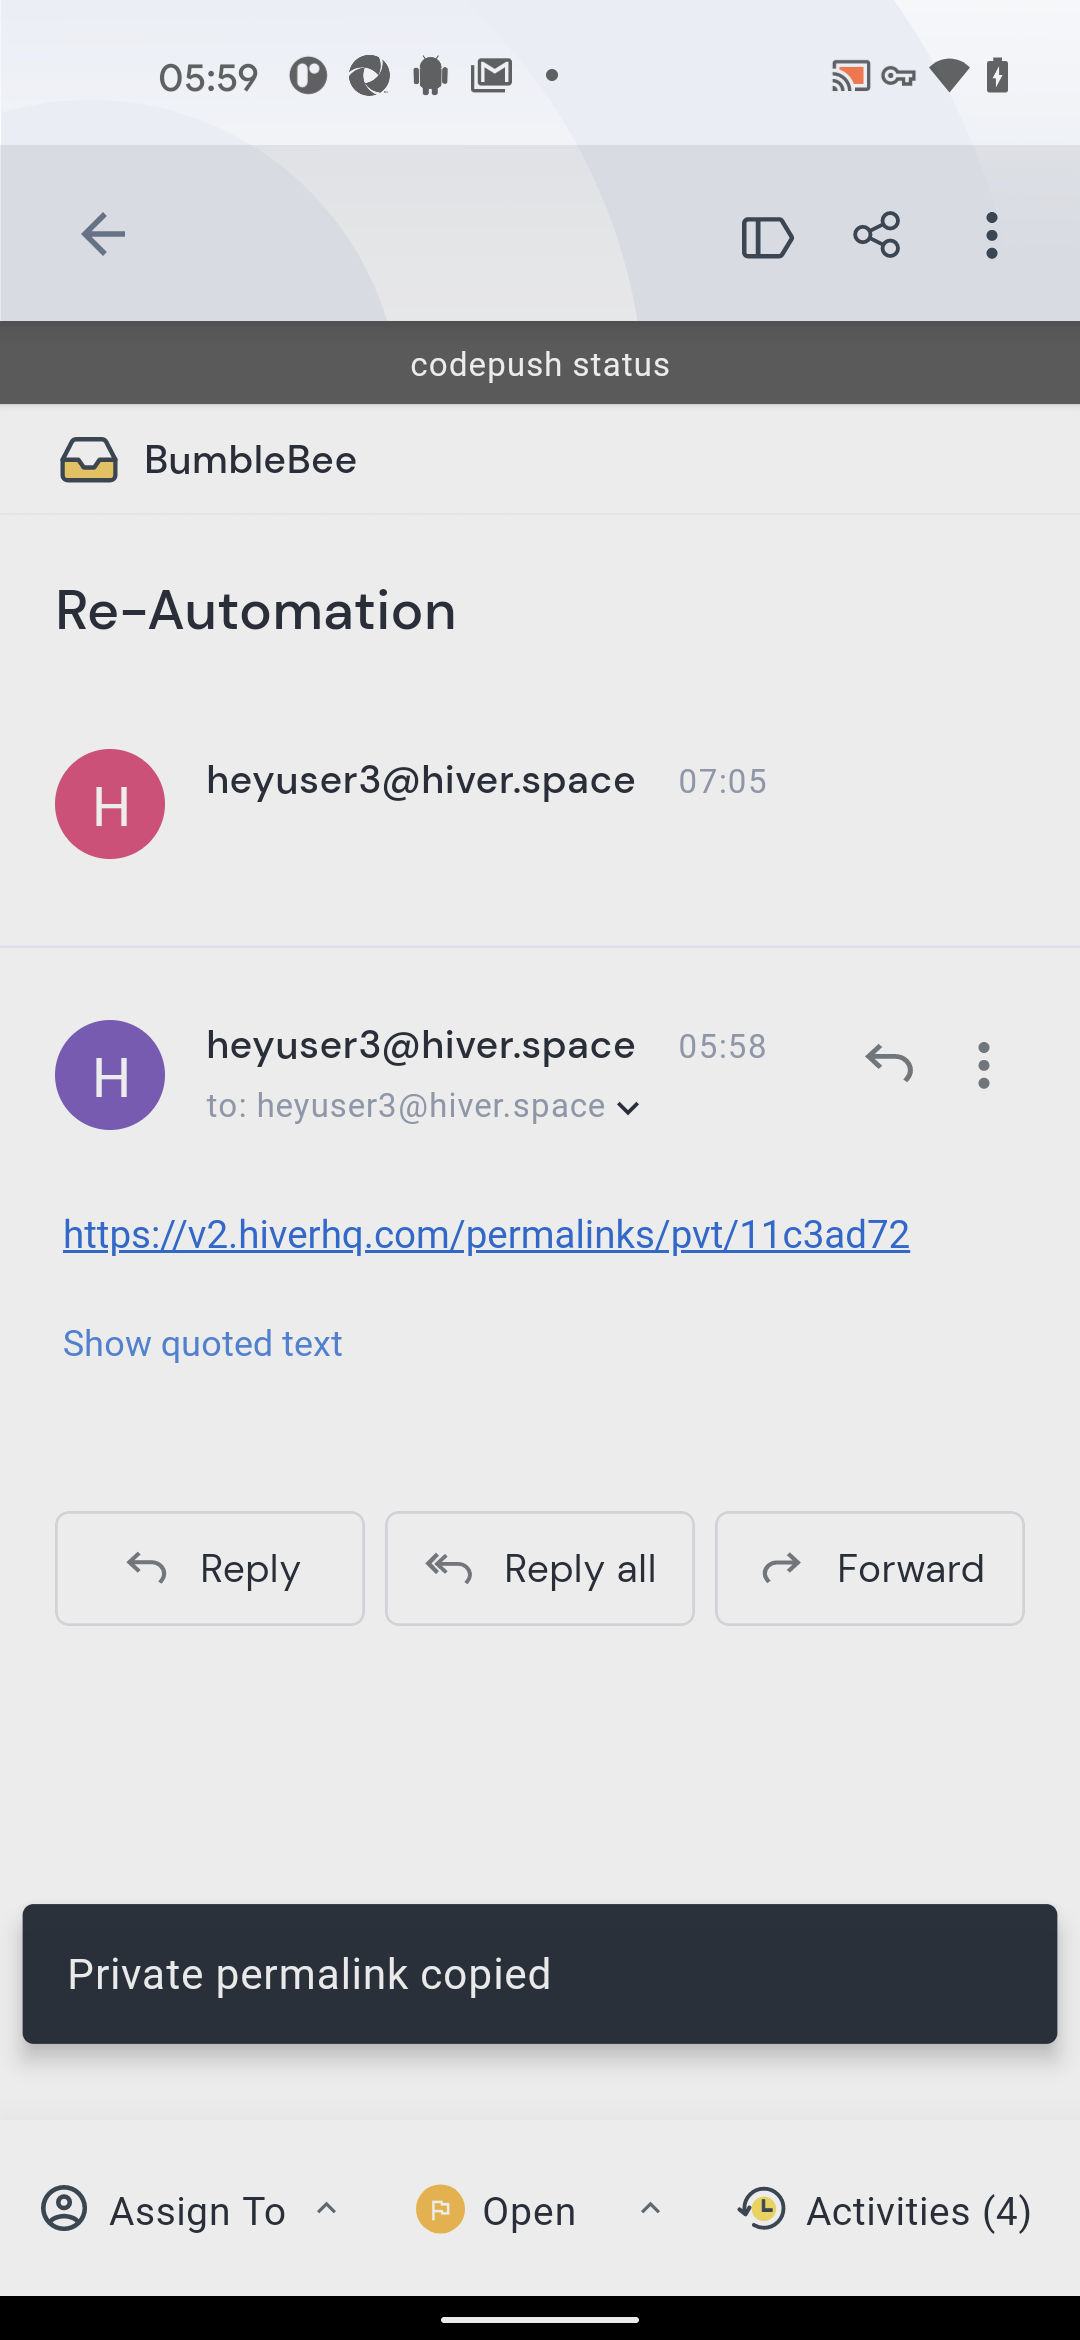 05:59
codepush status
BumbleBee
Re-Automation
H
heyuser3@hiver.space 07:05
H
heyuser3@hiver.space 05:58
to: heyuser3@hiver.space
https://v2.hiverhq.com/permalinks/pvt/11c3ad72
Show quoted text
Reply
Reply all
Forward
Private permalink copied
Assign To
Open
Activities (4)